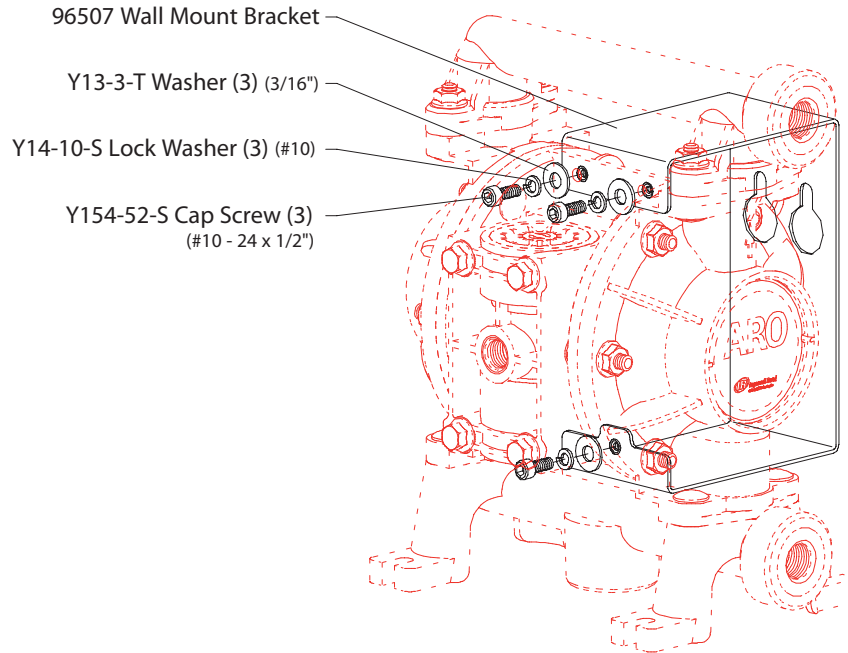 96507 Wall Mount Bracket
Y13-3-T Washer (3) (3/16")
Y14-10-S Lock Washer (3) (#10)
Y154-52-S Cap Screw (3)
(#10 - 24 x 1/2")
ARO